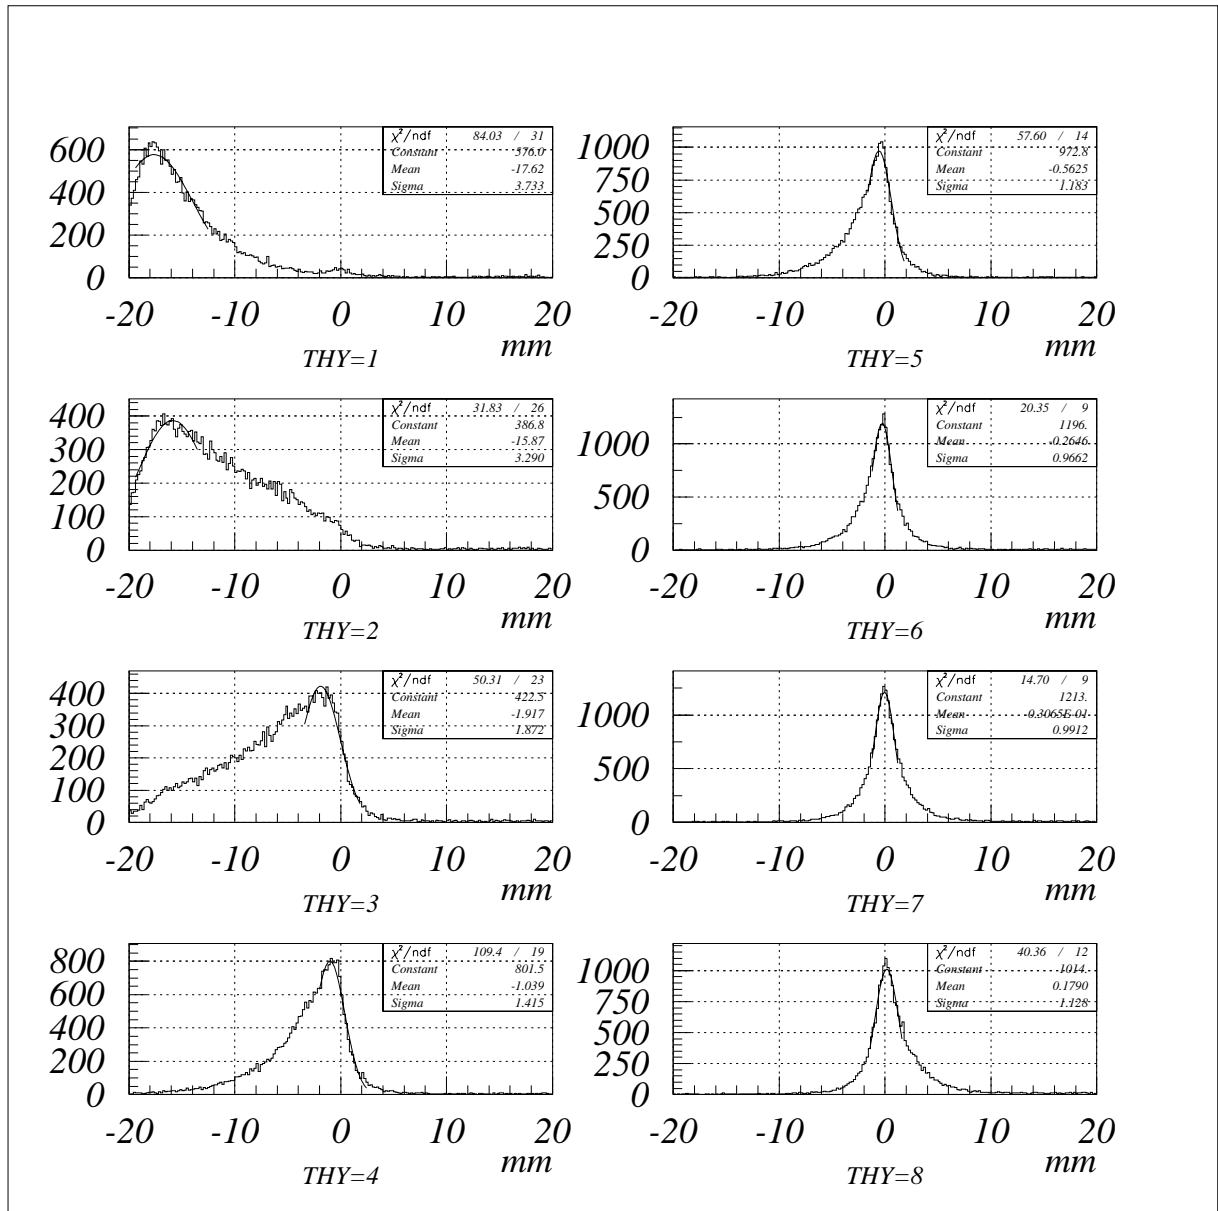 600
400
200
0
-20 -10 0 10 20
mm
THY=1
χ²/ndf 84.03 / 31
Constant 576.0
Mean -17.62
Sigma 3.733
1000
750
500
250
0
-20 -10 0 10 20
mm
THY=5
χ²/ndf 57.60 / 14
Constant 972.8
Mean -0.5625
Sigma 1.183
400
300
200
100
0
-20 -10 0 10 20
mm
THY=2
χ²/ndf 31.83 / 26
Constant 386.8
Mean -15.87
Sigma 3.290
1000
500
0
-20 -10 0 10 20
mm
THY=6
χ²/ndf 20.35 / 9
Constant 1196.
Mean -0.2646
Sigma 0.9662
400
300
200
100
0
-20 -10 0 10 20
mm
THY=3
χ²/ndf 50.31 / 23
Constant 422.5
Mean -1.917
Sigma 1.872
1000
500
0
-20 -10 0 10 20
mm
THY=7
χ²/ndf 14.70 / 9
Constant 1213.
Mean -0.3065E-01
Sigma 0.9912
800
600
400
200
0
-20 -10 0 10 20
mm
THY=4
χ²/ndf 109.4 / 19
Constant 801.5
Mean -1.039
Sigma 1.415
1000
750
500
250
0
-20 -10 0 10 20
mm
THY=8
χ²/ndf 40.36 / 12
Constant 1014.
Mean 0.1790
Sigma 1.128